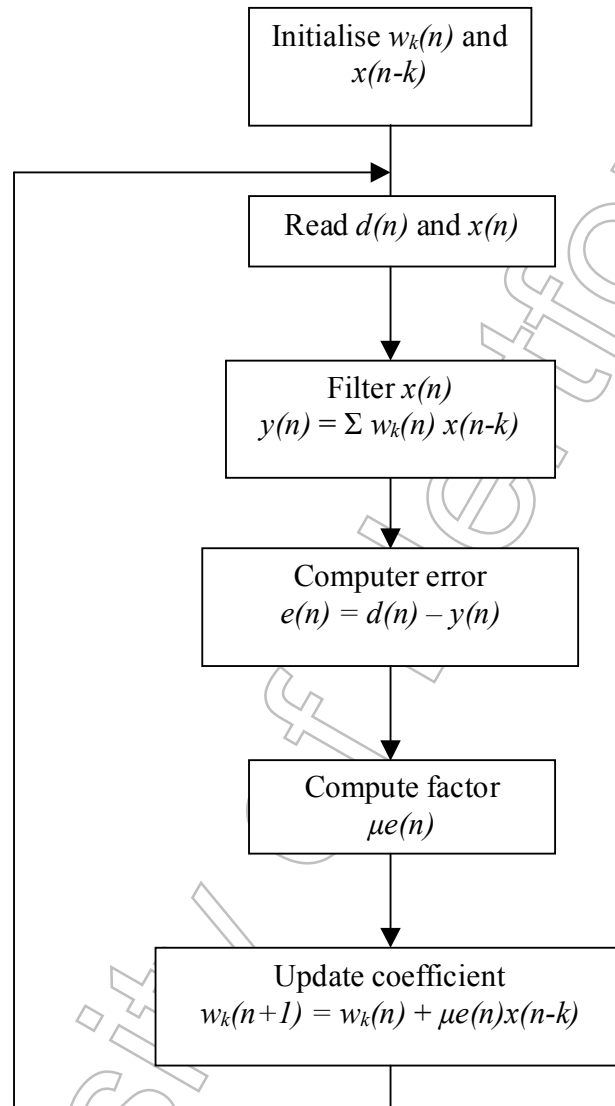 Initialise wₖ(n) and
x(n-k)
Read d(n) and x(n)
Filter x(n)
y(n) = Σ wₖ(n) x(n-k)
Computer error
e(n) = d(n) – y(n)
Compute factor
μe(n)
Update coefficient
wₖ(n+1) = wₖ(n) + μe(n)x(n-k)